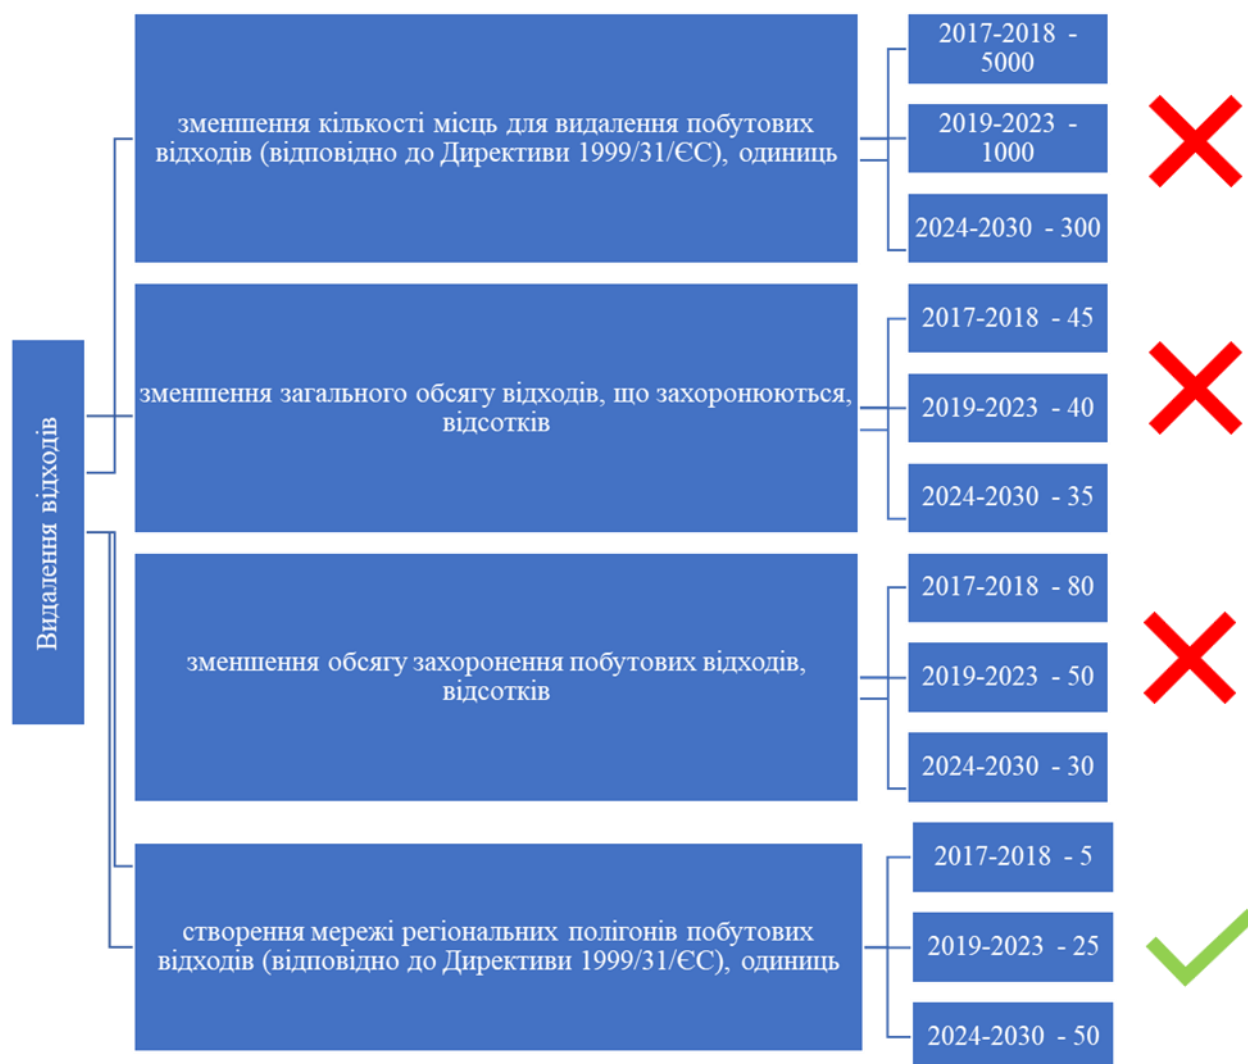 Видалення відходів
зменшення кількості місць для видалення побутових
відходів (відповідно до Директиви 1999/31/ЄС), одиниць
2017-2018 -
5000
2019-2023 -
1000
2024-2030 - 300
зменшення загального обсягу відходів, що захоронюються,
відсотків
2017-2018 - 45
2019-2023 - 40
2024-2030 - 35
зменшення обсягу захоронення побутових відходів,
відсотків
2017-2018 - 80
2019-2023 - 50
2024-2030 - 30
створення мережі регіональних полігонів побутових
відходів (відповідно до Директиви 1999/31/ЄС), одиниць
2017-2018 - 5
2019-2023 - 25
2024-2030 - 50